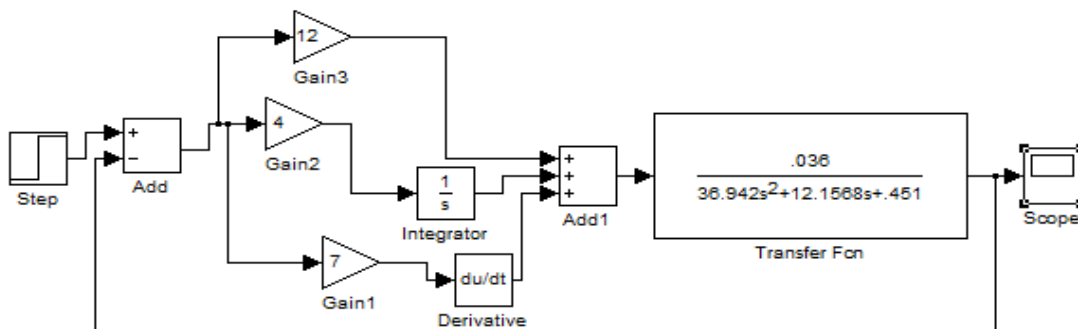 12
Gain3
Step
+
−
Add
4
Gain2
1
s
Integrator
7
Gain1
du/dt
Derivative
+
+
+
Add1
.036
36.942s²+12.1568s+.451
Transfer Fcn
Scope